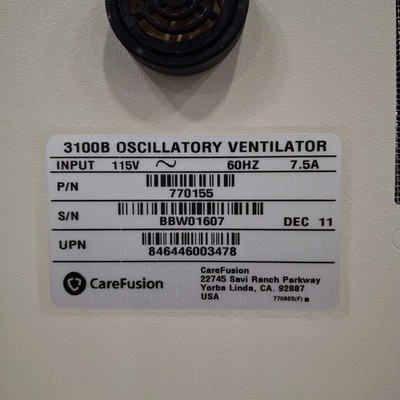 3100B OSCILLATORY VENTILATOR
INPUT 115V 60HZ 7.5A
P/N
770155
S/N
BBW01607 DEC 11
UPN
846446003478
CareFusion
CareFusion
22745 Savi Ranch Parkway
Yorba Linda, CA. 92887
USA 770865(F)